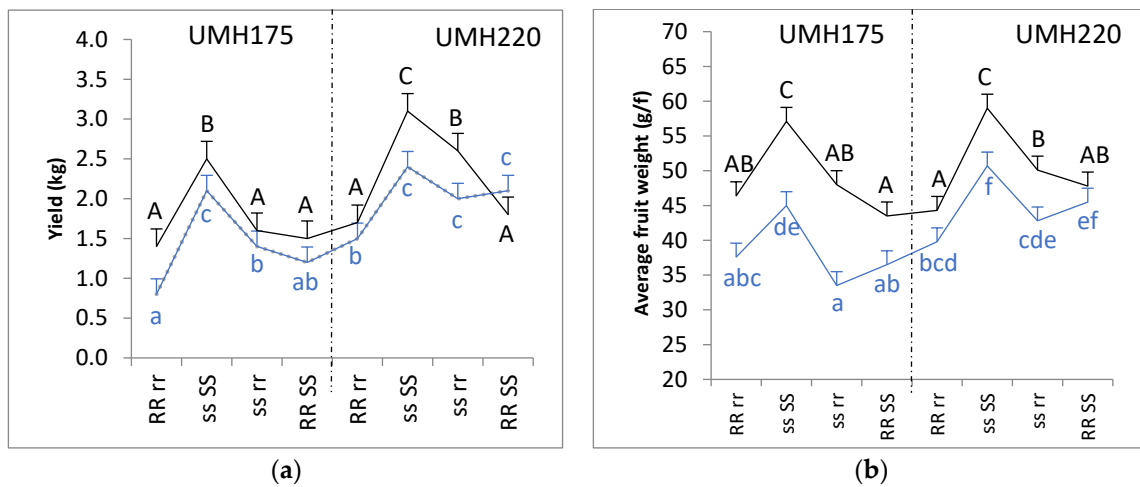 UMH175 UMH220
Yield (kg)
4.0
3.5
3.0
2.5
2.0
1.5
1.0
0.5
0.0
A B A A A C B A
a c b ab b c c c
RR rr ss SS ss rr RR SS RR rr ss SS ss rr RR SS
(a)
UMH175 UMH220
Average fruit weight (g/f)
70
65
60
55
50
45
40
35
30
25
20
AB C AB A A C B AB
abc de a ab bcd f cde ef
RR rr ss SS ss rr RR SS RR rr ss SS ss rr RR SS
(b)